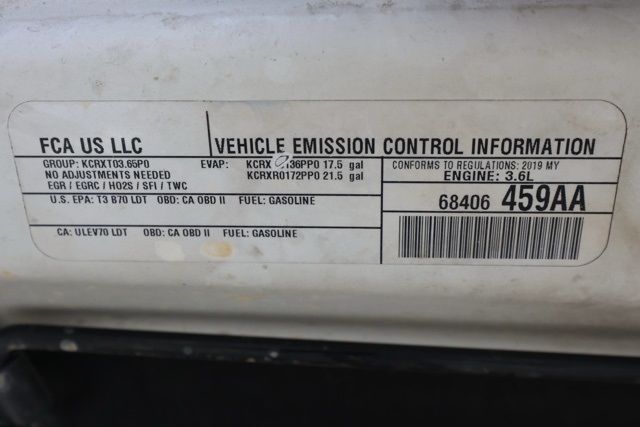 FCA US LLC
VEHICLE EMISSION CONTROL INFORMATION
GROUP: KCRXT03.65P0
NO ADJUSTMENTS NEEDED
EGR / EGRC / HO2S / SFI / TWC
EVAP: 17.5 gal
KCRXR0172PP0 21.5 gal
CONFORMS TO REGULATIONS: 2019 MY
ENGINE: 3.6L
U.S. EPA: T3 B70 LDT OBD: CA OBD II FUEL: GASOLINE
CA: ULEV70 LDT OBD: CA OBD II FUEL: GASOLINE
68406 459AA